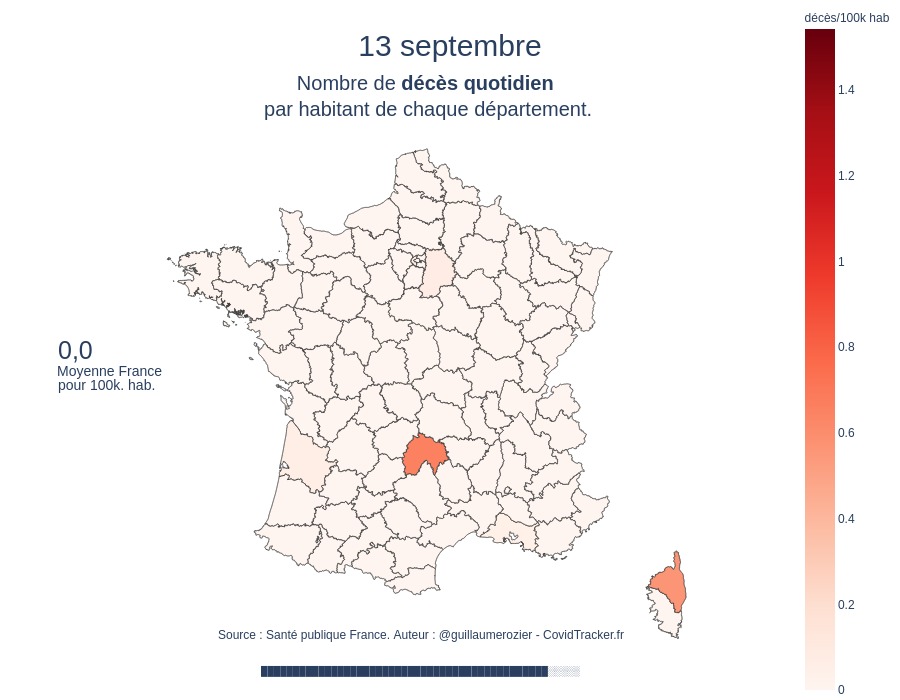 décès/100k hab
13 septembre
Nombre de décès quotidien
par habitant de chaque département.
1.4
1.2
1
0.8
0.6
0.4
0.2
0
0,0
Moyenne France
pour 100k. hab.
Source : Santé publique France. Auteur : @guillaumerozier - CovidTracker.fr